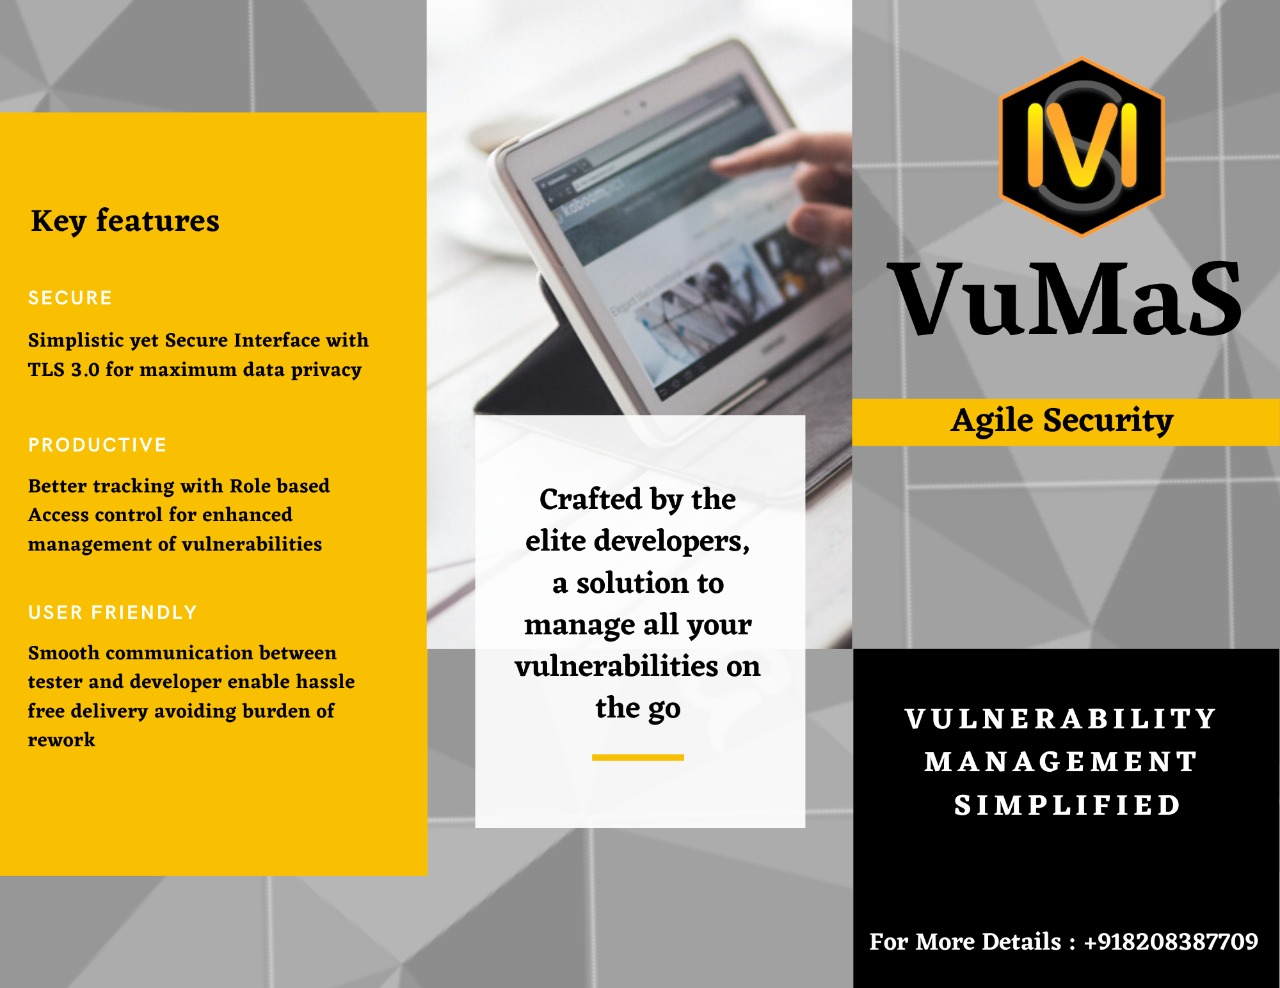 Key features
SECURE
Simplistic yet Secure Interface with
TLS 3.0 for maximum data privacy
PRODUCTIVE
Better tracking with Role based
Access control for enhanced
management of vulnerabilities
USER FRIENDLY
Smooth communication between
tester and developer enable hassle
free delivery avoiding burden of
rework
Crafted by the
elite developers,
a solution to
manage all your
vulnerabilities on
the go
VuMaS
Agile Security
VULNERABILITY
MANAGEMENT
SIMPLIFIED
For More Details : +918208387709